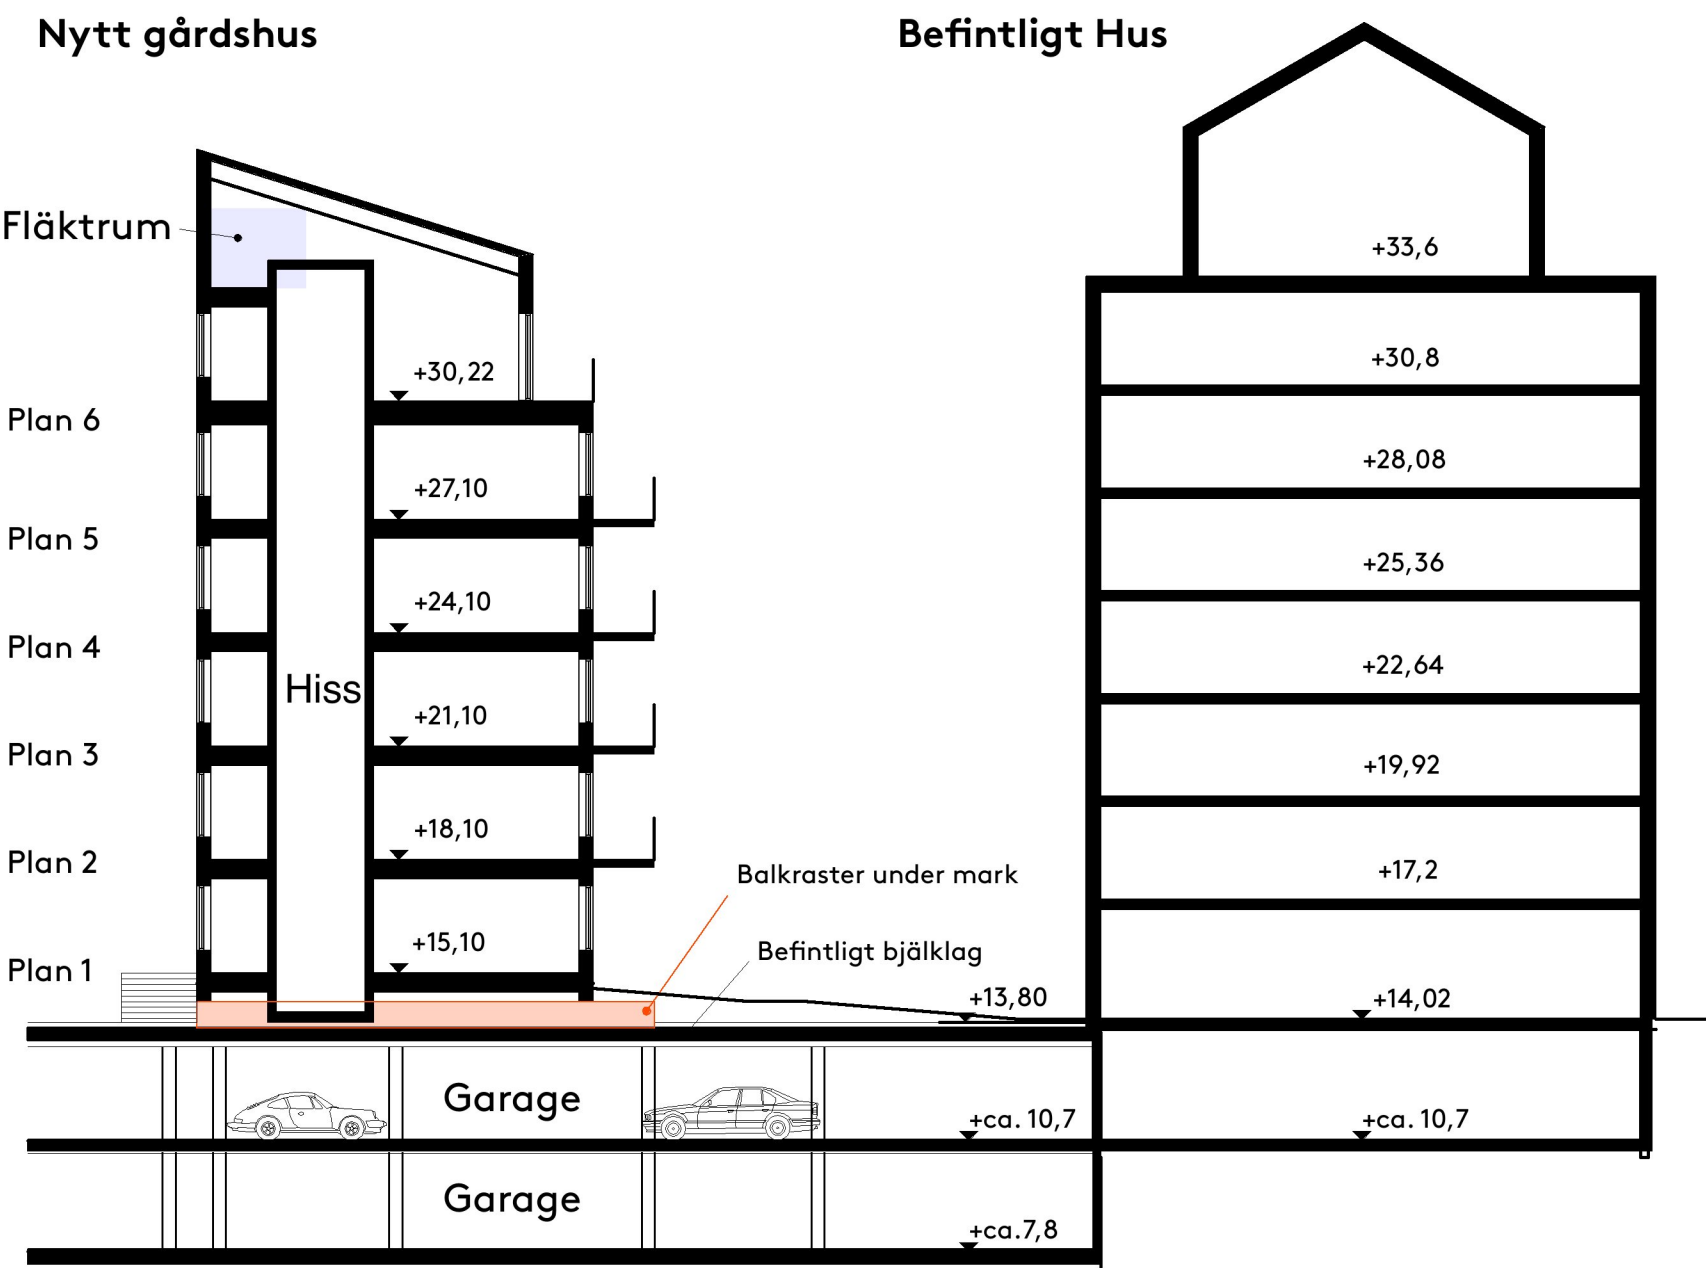 Nytt gårdshus
Befintligt Hus
Fläktrum
+33,6
+30,8
+30,22
Plan 6
+28,08
+27,10
Plan 5
+25,36
+24,10
Plan 4
+22,64
Hiss
+21,10
Plan 3
+19,92
+18,10
Plan 2
+17,2
Balkraster under mark
+15,10
Befintligt bjälklag
Plan 1
+13,80
+14,02
Garage
+ca. 10,7
+ca. 10,7
Garage
+ca.7,8